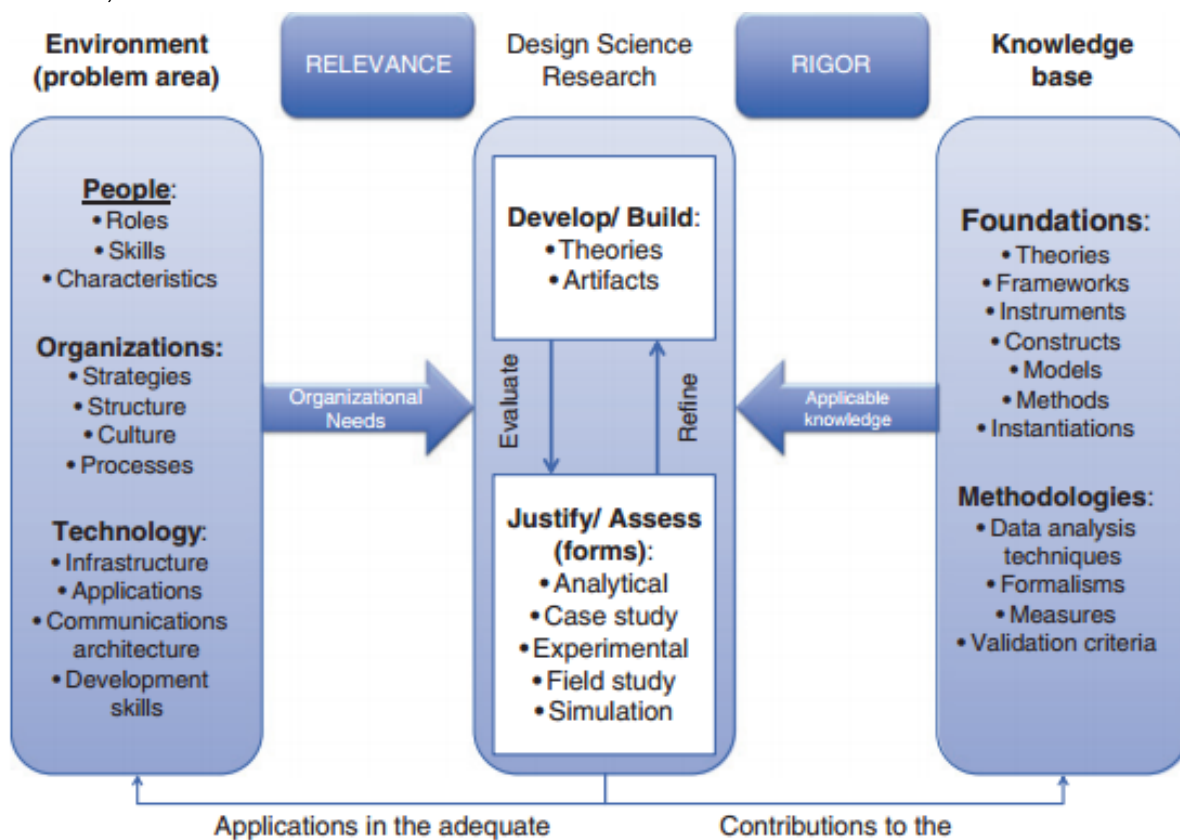 Environment
(problem area)
RELEVANCE
Design Science
Research
RIGOR
Knowledge
base
People:
• Roles
• Skills
• Characteristics
Organizations:
• Strategies
• Structure
• Culture
• Processes
Technology:
• Infrastructure
• Applications
• Communications
architecture
• Development
skills
Organizational
Needs
Develop/ Build:
• Theories
• Artifacts
Evaluate
Refine
Justify/ Assess
(forms):
• Analytical
• Case study
• Experimental
• Field study
• Simulation
Applicable
knowledge
Foundations:
• Theories
• Frameworks
• Instruments
• Constructs
• Models
• Methods
• Instantiations
Methodologies:
• Data analysis
techniques
• Formalisms
• Measures
• Validation criteria
Applications in the adequate
Contributions to the